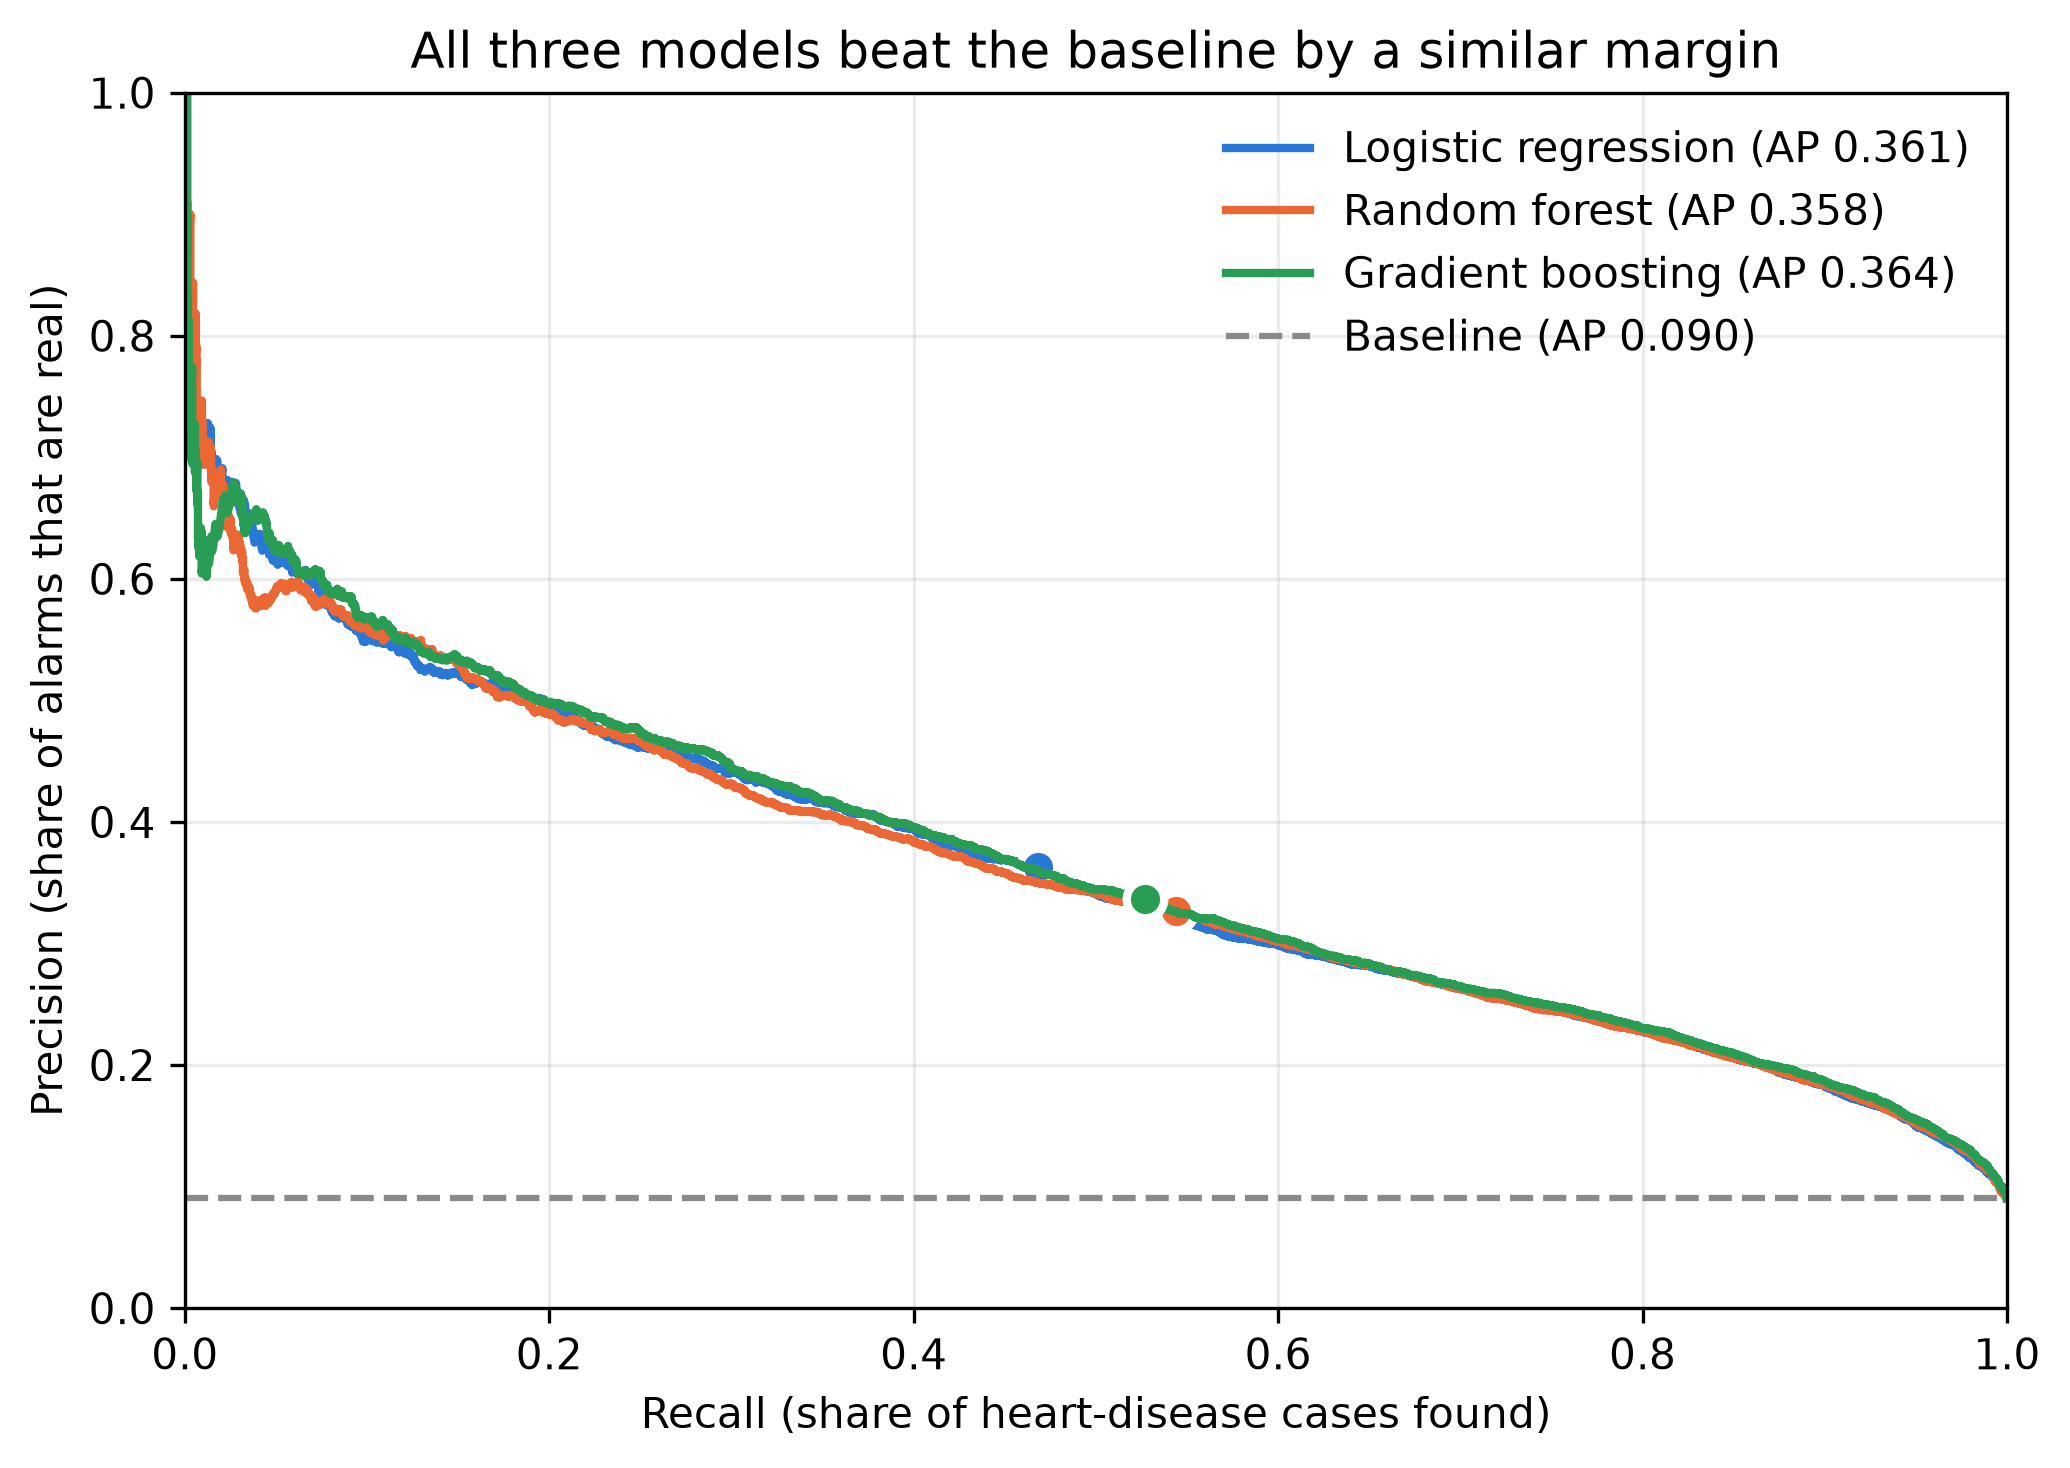 All three models beat the baseline by a similar margin
Logistic regression (AP 0.361)
Random forest (AP 0.358)
Gradient boosting (AP 0.364)
Baseline (AP 0.090)
Precision (share of alarms that are real)
1.0
0.8
0.6
0.4
0.2
0.0
0.0 0.2 0.4 0.6 0.8 1.0
Recall (share of heart-disease cases found)